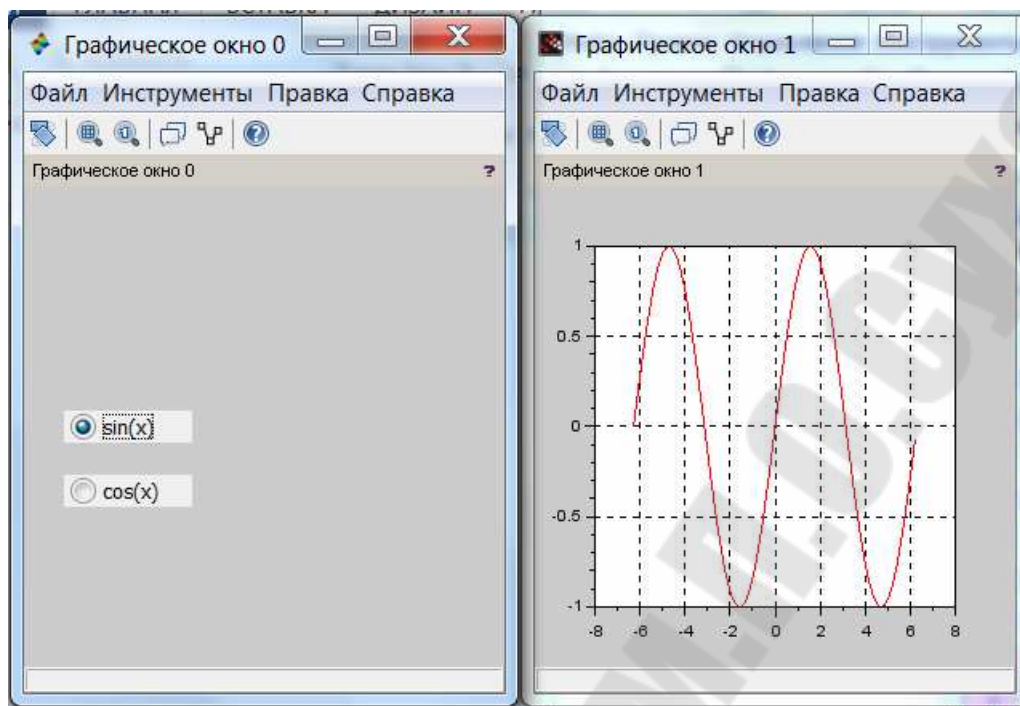 Графическое окно 0
Файл Инструменты Правка Справка
Графическое окно 0 ?
sin(x)
cos(x)
Графическое окно 1
Файл Инструменты Правка Справка
Графическое окно 1 ?
1
0.5
0
-0.5
-1
-8 -6 -4 -2 0 2 4 6 8